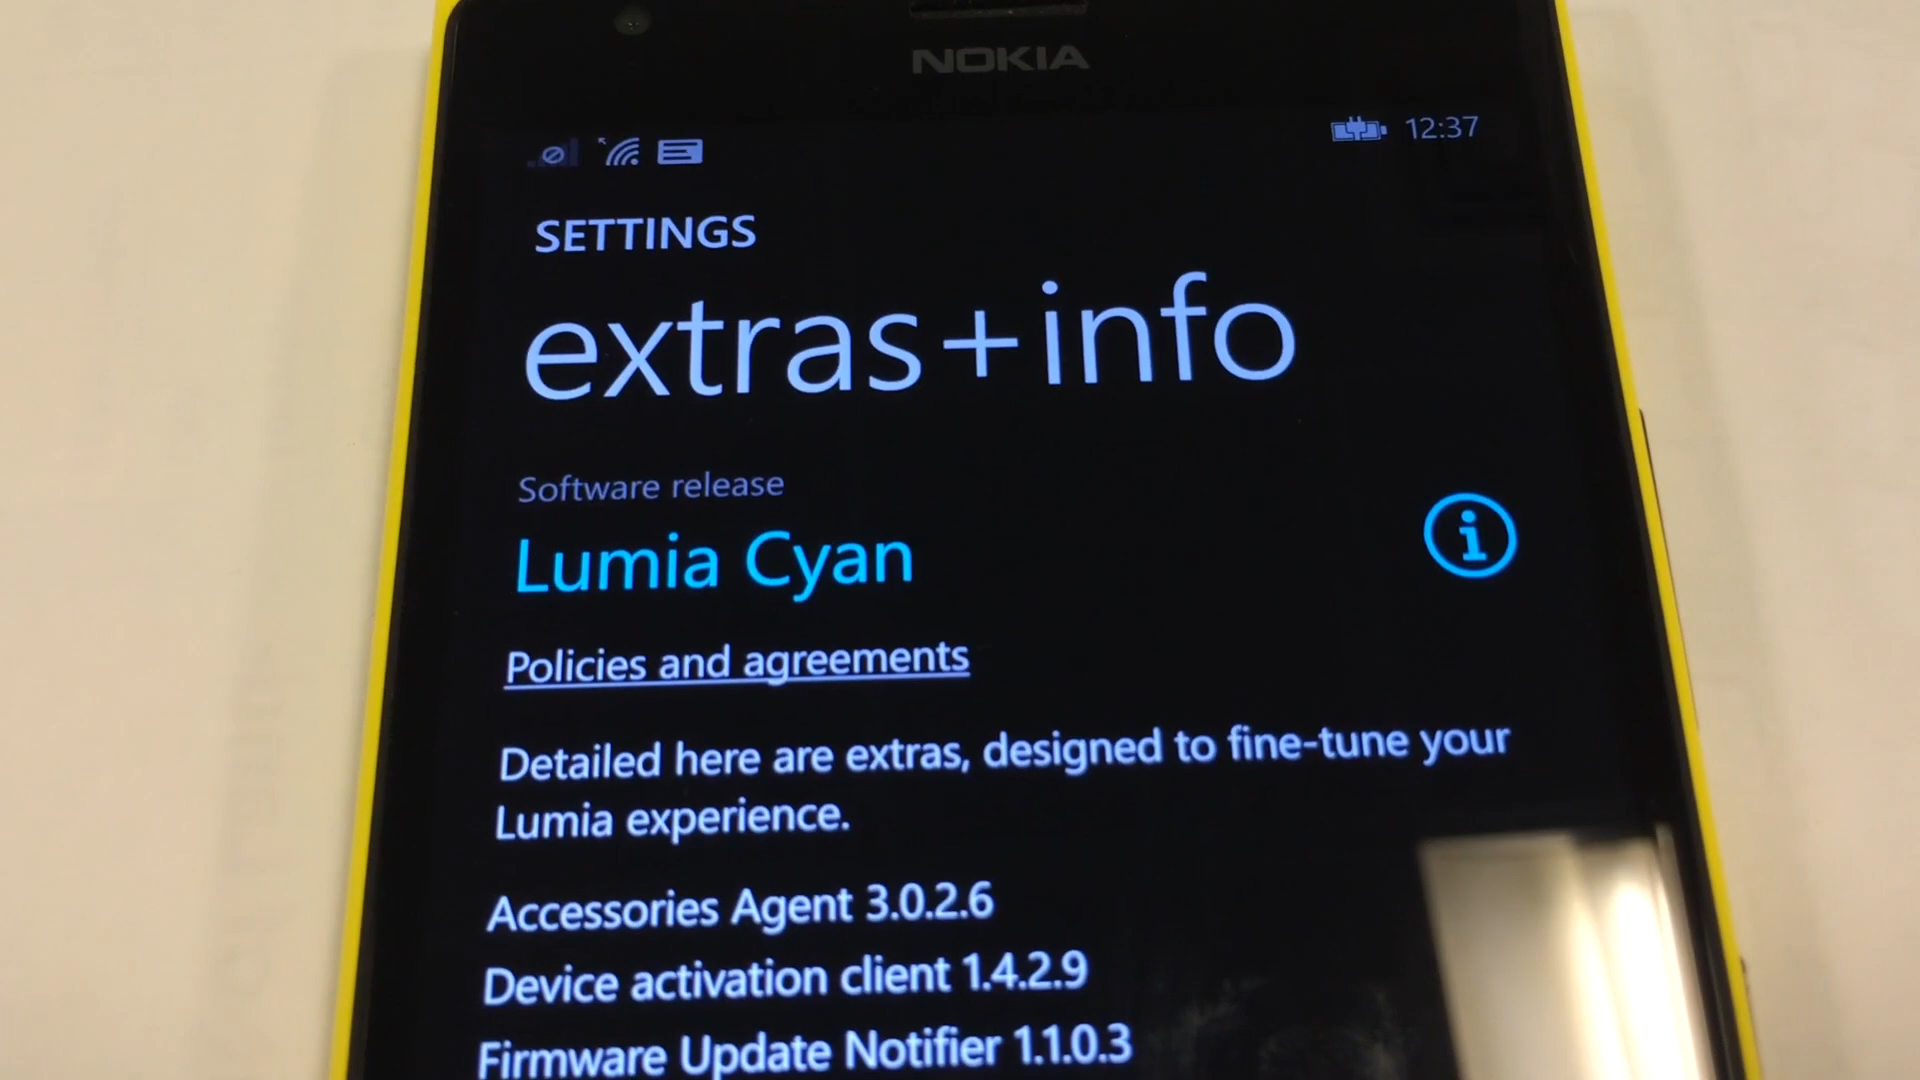 NOKIA
12:37
SETTINGS
extras+info
Software release
Lumia Cyan
Policies and agreements
Detailed here are extras, designed to fine-tune your
Lumia experience.
Accessories Agent 3.0.2.6
Device activation client 1.4.2.9
Firmware Update Notifier 1.1.0.3